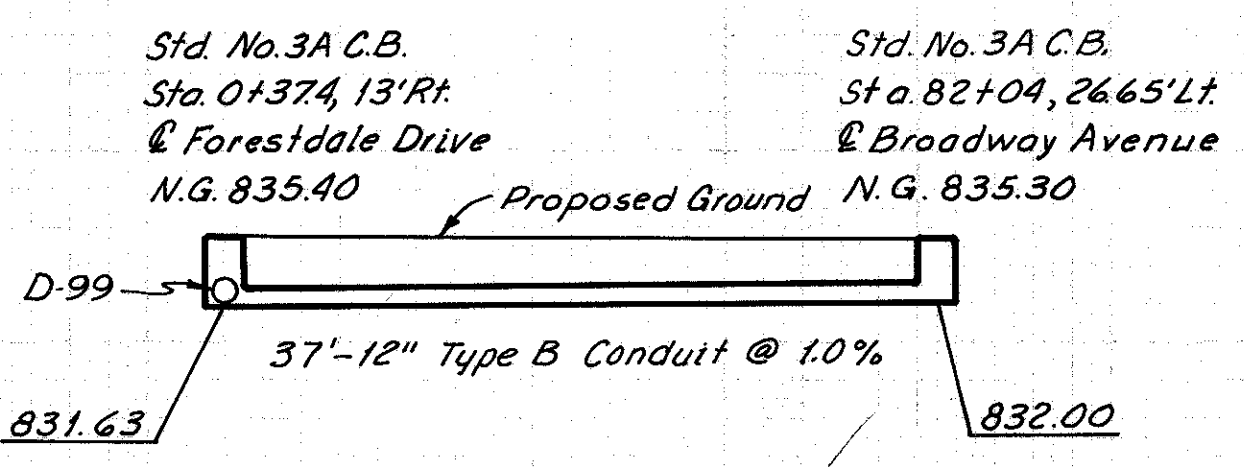 Std. No. 3A C.B.
Sta. 0+37.4, 13' Rt.
℄ Forestdale Drive
N.G. 835.40
Std. No. 3A C.B.
Sta. 82+04, 26.65' Lt.
℄ Broadway Avenue
N.G. 835.30
Proposed Ground
D-99
37'-12" Type B Conduit @ 1.0%
831.63
832.00